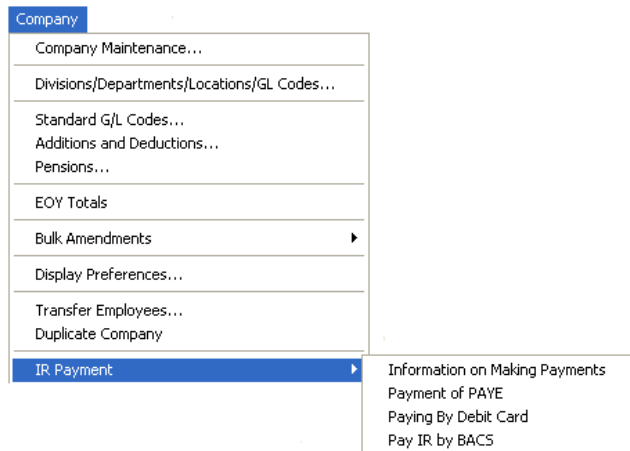 Company
Company Maintenance...
Divisions/Departments/Locations/GL Codes...
Standard G/L Codes...
Additions and Deductions...
Pensions...
EOY Totals
Bulk Amendments
Display Preferences...
Transfer Employees...
Duplicate Company
IR Payment
Information on Making Payments
Payment of PAYE
Paying By Debit Card
Pay IR by BACS